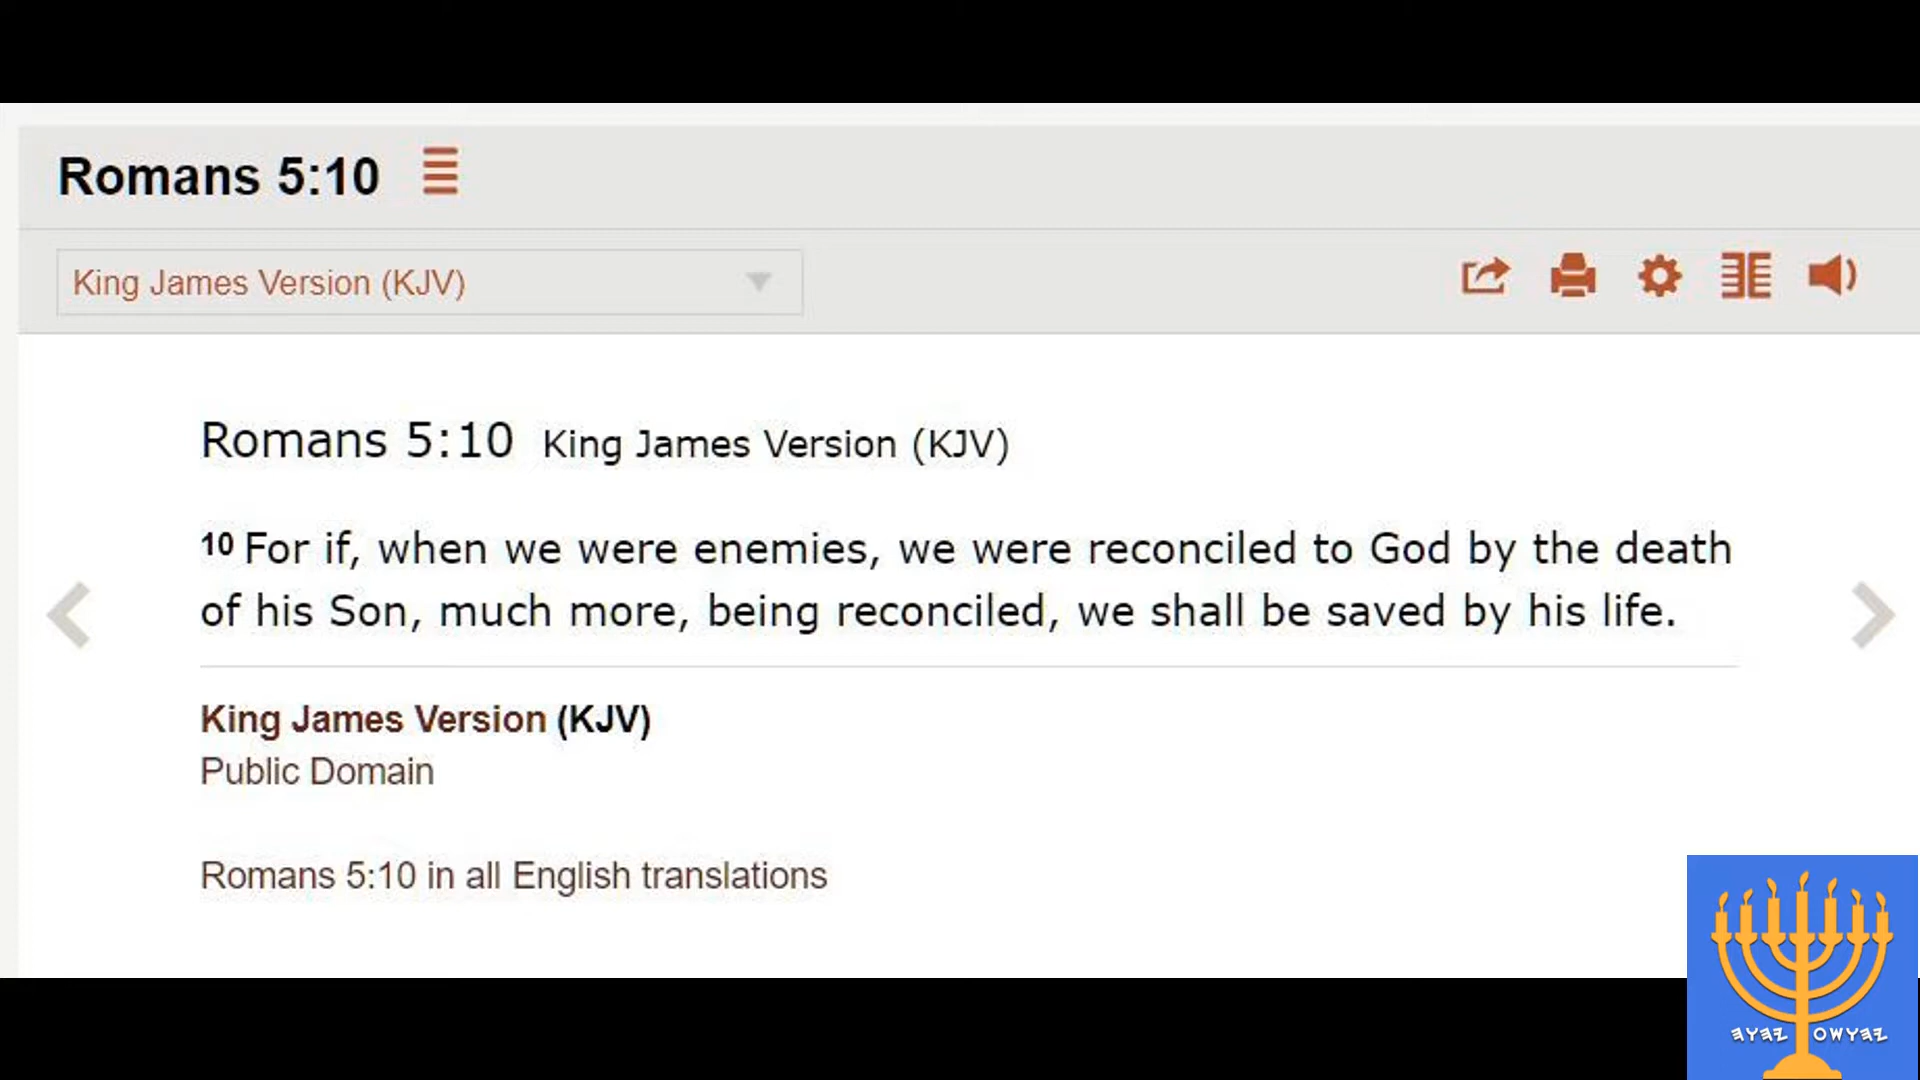 Romans 5:10
King James Version (KJV)
Romans 5:10 King James Version (KJV)
10 For if, when we were enemies, we were reconciled to God by the death
of his Son, much more, being reconciled, we shall be saved by his life.
King James Version (KJV)
Public Domain
Romans 5:10 in all English translations